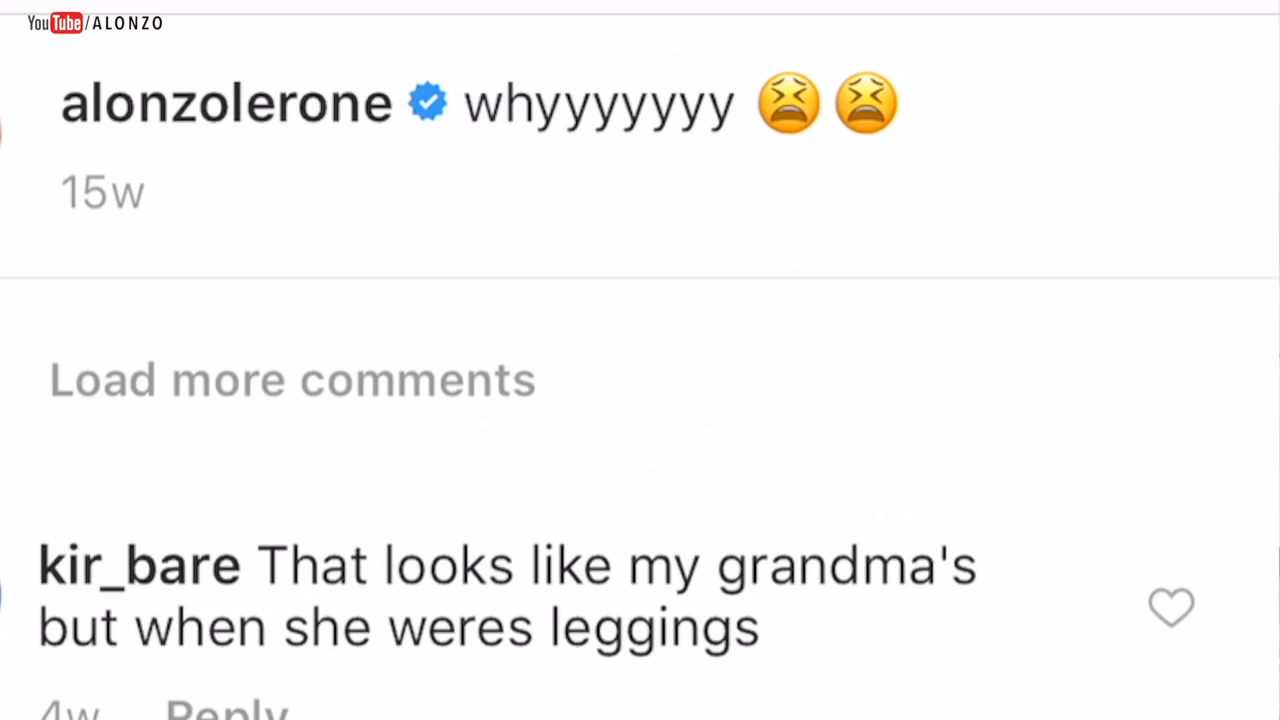 YouTube/ALONZO
alonzolerone whyyyyyyy 😫😫
15w
Load more comments
kir_bare That looks like my grandma's
but when she weres leggings
4w Reply